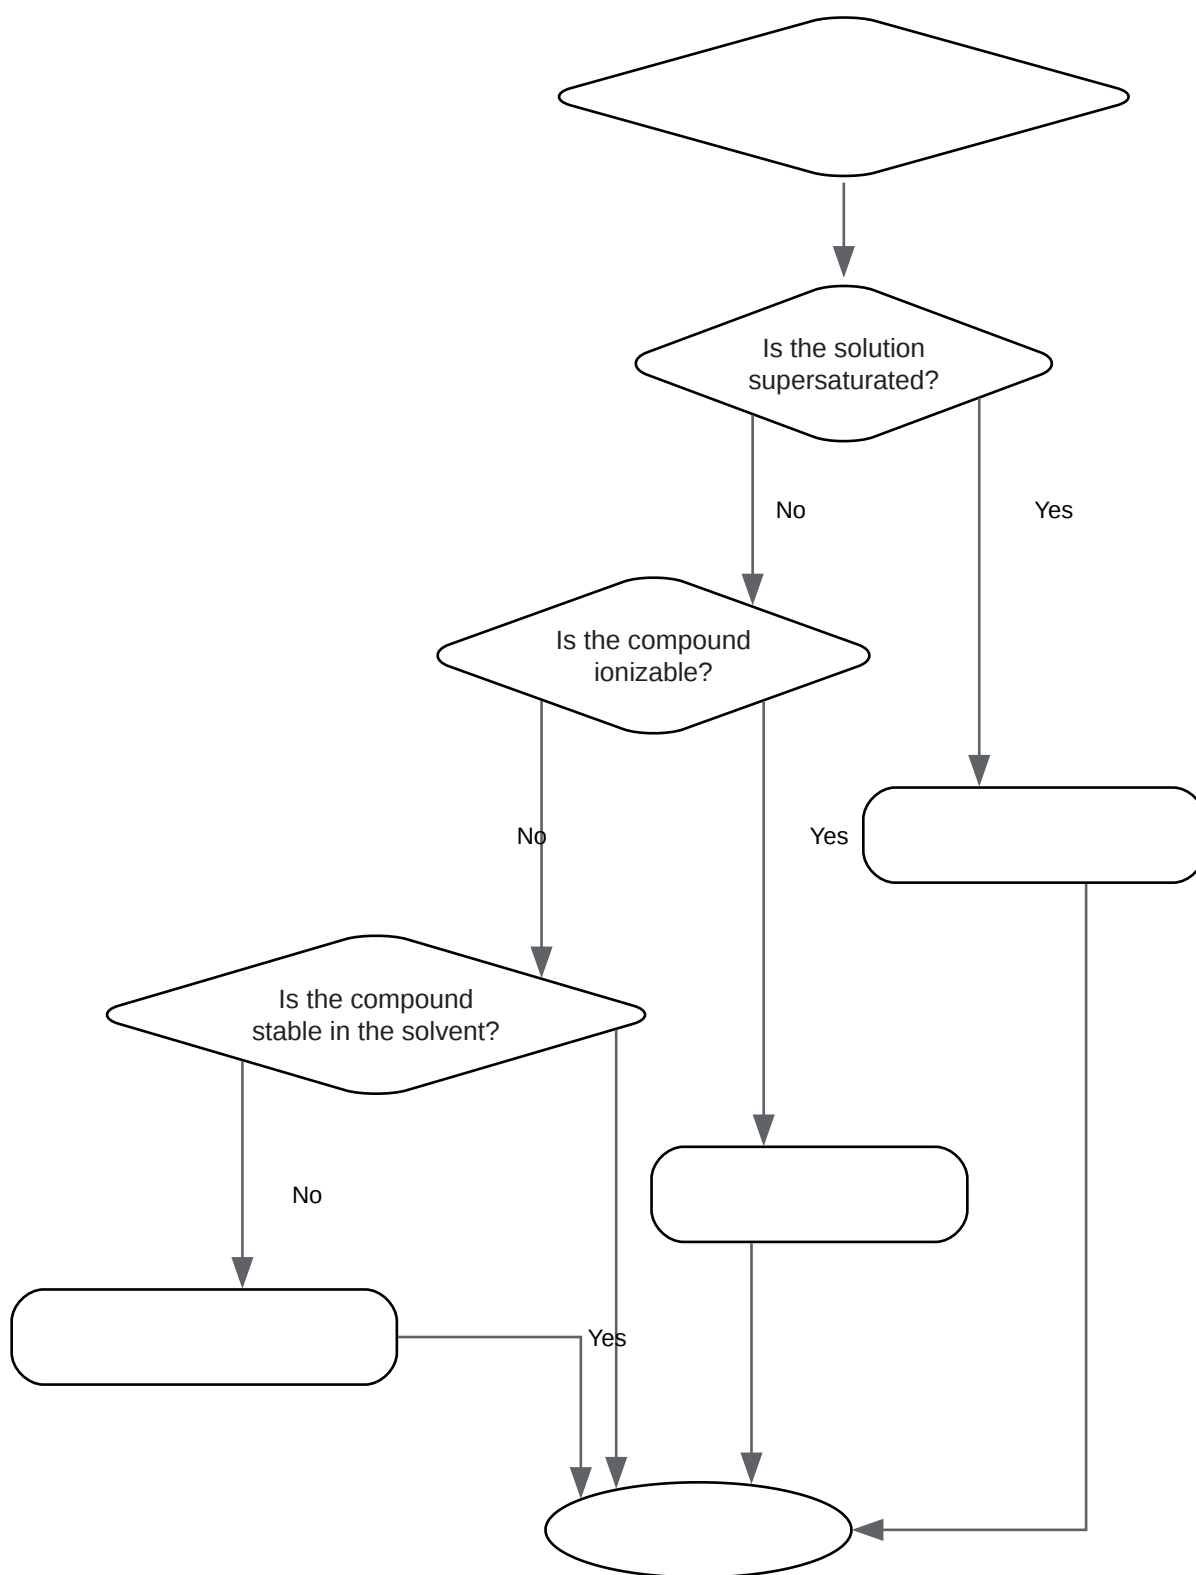 Is the solution
supersaturated?
No
Yes
Is the compound
ionizable?
No
Yes
Is the compound
stable in the solvent?
No
Yes